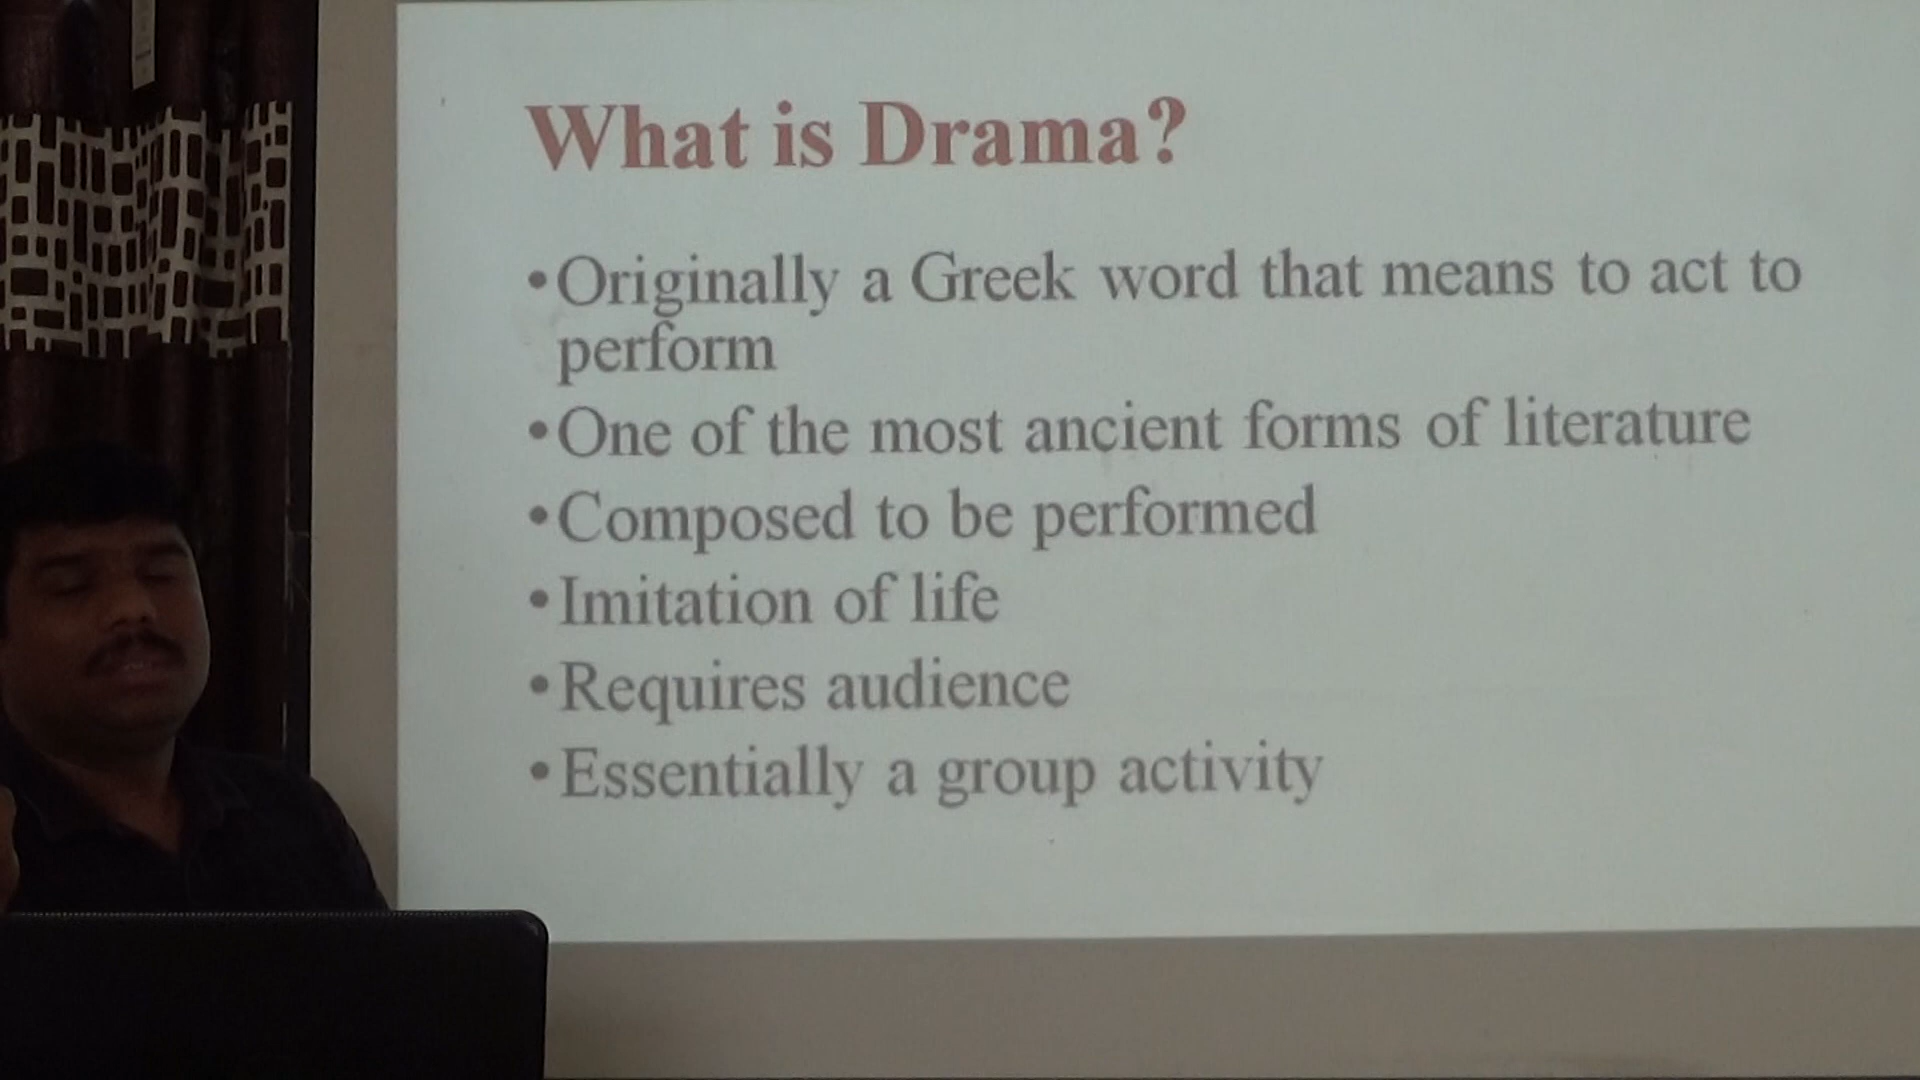 What is Drama?
•Originally a Greek word that means to act to
perform
•One of the most ancient forms of literature
•Composed to be performed
•Imitation of life
•Requires audience
•Essentially a group activity